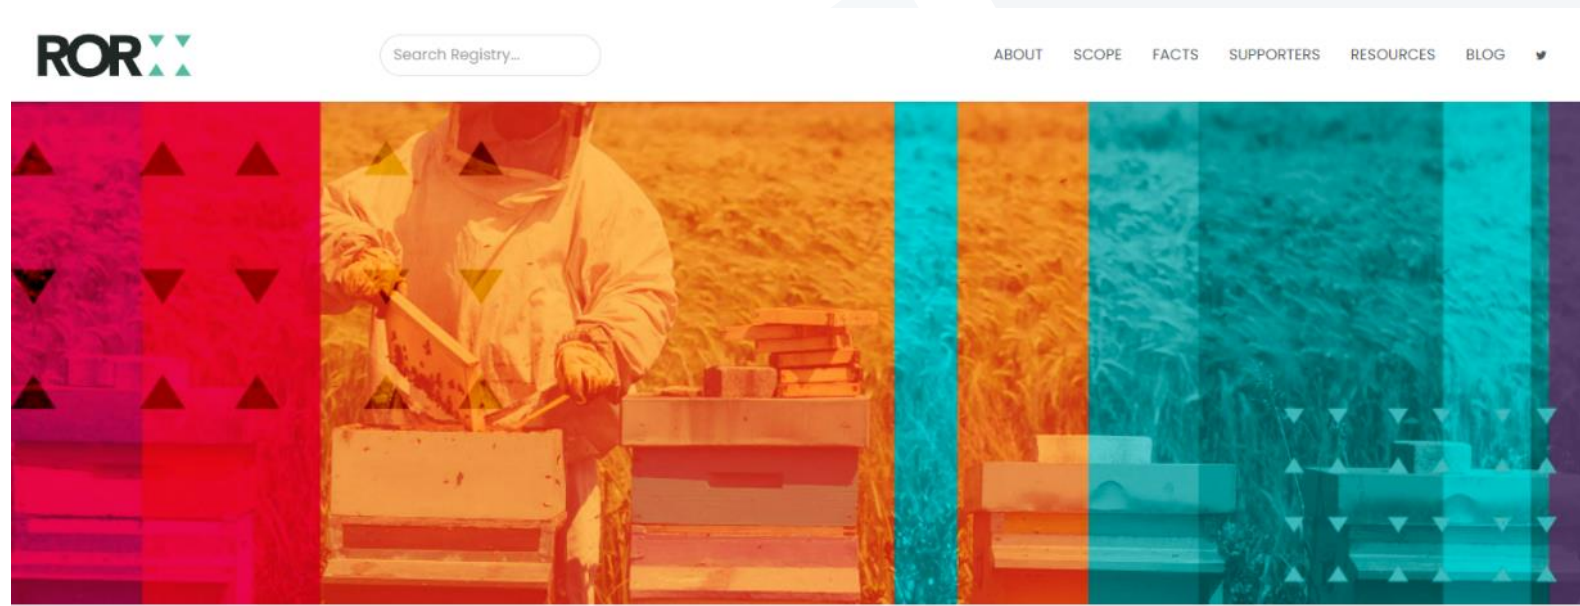 ROR
Search Registry...
ABOUT SCOPE FACTS SUPPORTERS RESOURCES BLOG